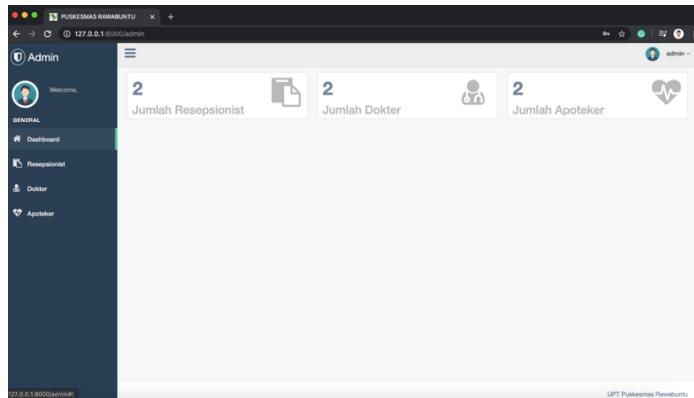 PUSKESMAS RAWABUNTU
127.0.0.1:8000/admin
Admin
admin
Welcome,
GENERAL
Dashboard
Resepsionist
Dokter
Apoteker
2
Jumlah Resepsionist
2
Jumlah Dokter
2
Jumlah Apoteker
127.0.0.1:8000/admin#!
UPT Puskesmas Rawabuntu